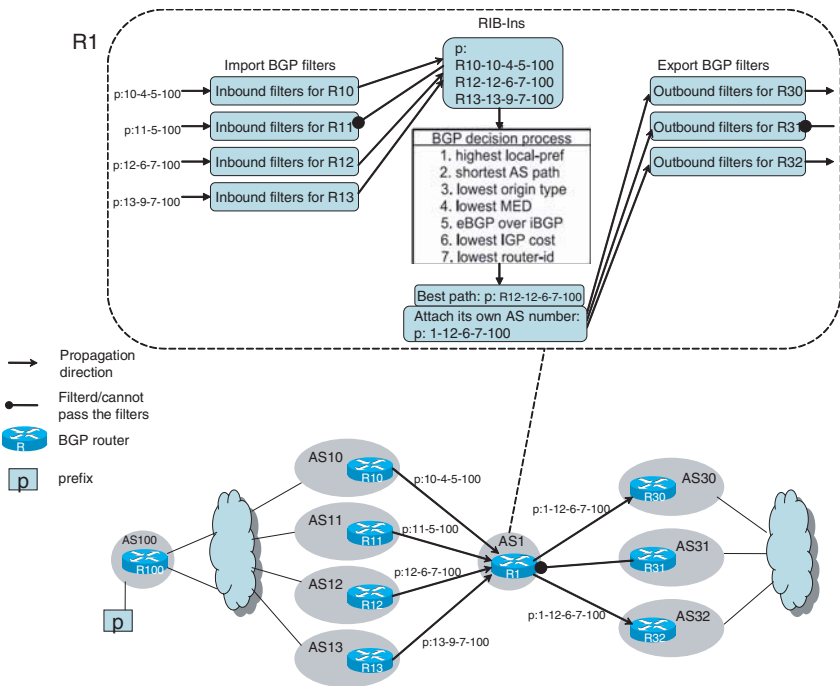 R1
RIB-Ins
Import BGP filters
Export BGP filters
p:
R10-10-4-5-100
R12-12-6-7-100
R13-13-9-7-100
p:10-4-5-100
Inbound filters for R10
p:11-5-100
Inbound filters for R11
p:12-6-7-100
Inbound filters for R12
p:13-9-7-100
Inbound filters for R13
Outbound filters for R30
Outbound filters for R31
Outbound filters for R32
BGP decision process
1. highest local-pref
2. shortest AS path
3. lowest origin type
4. lowest MED
5. eBGP over iBGP
6. lowest IGP cost
7. lowest router-id
Best path: p: R12-12-6-7-100
Attach its own AS number:
p: 1-12-6-7-100
Propagation
direction
Filterd/cannot
pass the filters
R
BGP router
p
prefix
AS100
R100
p
AS10
R10
AS11
R11
AS12
R12
AS13
R13
p:10-4-5-100
p:11-5-100
p:12-6-7-100
p:13-9-7-100
AS1
R1
p:1-12-6-7-100
p:1-12-6-7-100
AS30
R30
AS31
R31
AS32
R32